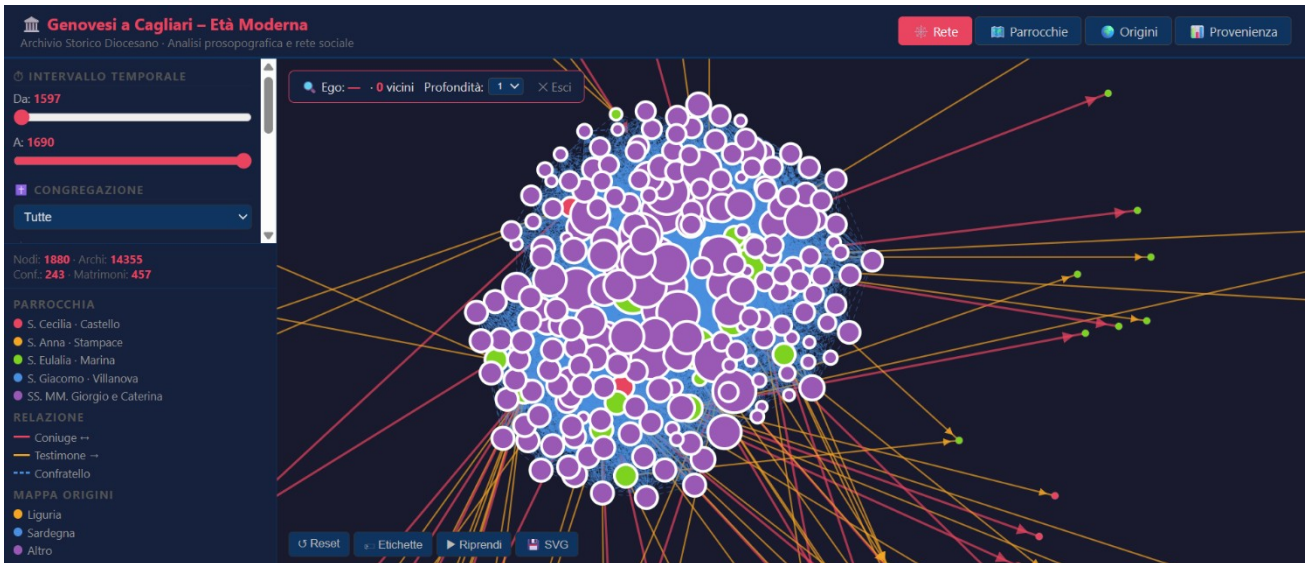 Genovesi a Cagliari – Età Moderna
Archivio Storico Diocesano · Analisi prosopografica e rete sociale
Rete
Parrocchie
Origini
Provenienza
INTERVALLO TEMPORALE
Da: 1597
A: 1690
CONGREGAZIONE
Tutte
Nodi: 1880 · Archi: 14355
Conf.: 243 · Matrimoni: 457
PARROCCHIA
S. Cecilia · Castello
S. Anna · Stampace
S. Eulalia · Marina
S. Giacomo · Villanova
SS. MM. Giorgio e Caterina
RELAZIONE
Coniuge ↔
Testimone →
Confratello
MAPPA ORIGINI
Liguria
Sardegna
Altro
Ego: — · 0 vicini Profondità: 1 ✕ Esci
↺ Reset
Etichette
▶ Riprendi
SVG